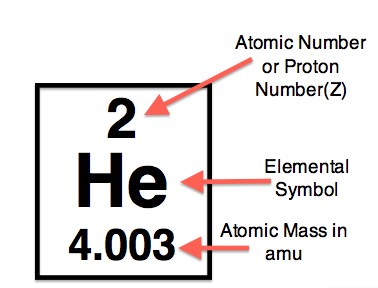 Atomic Number
or Proton
Number(Z)
2
He
Elemental
Symbol
4.003
Atomic Mass in
amu